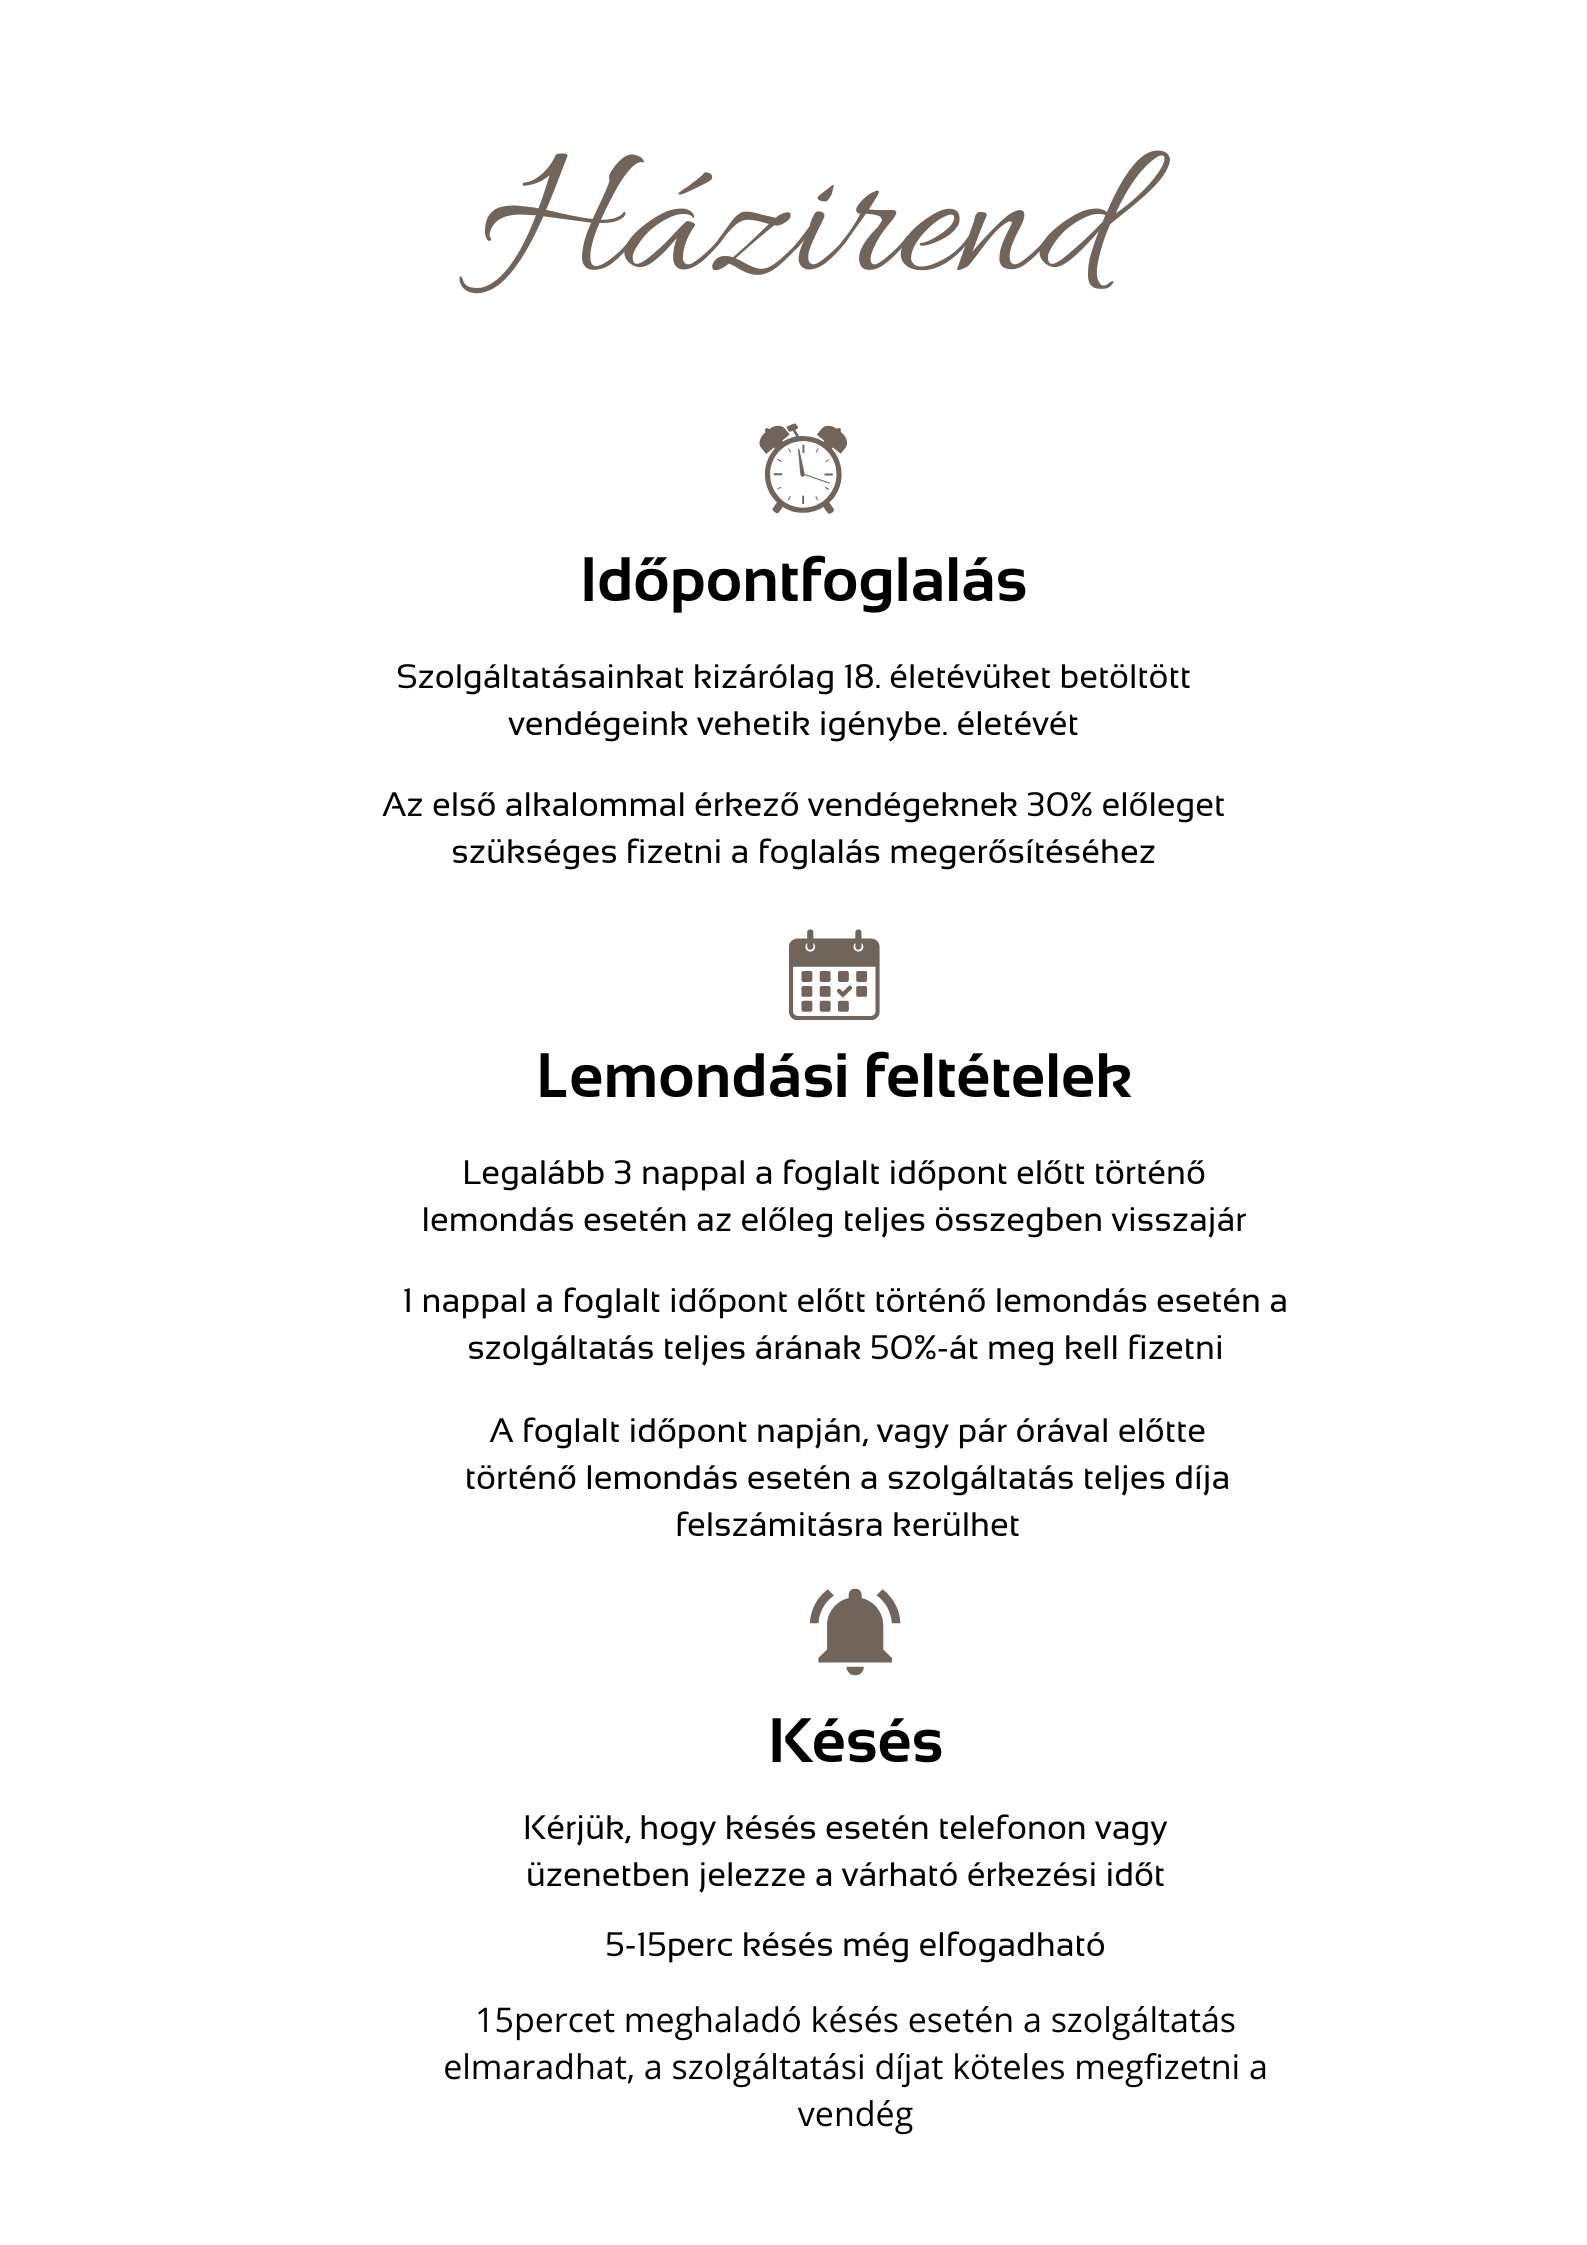 Házirend
Időpontfoglalás
Szolgáltatásainkat kizárólag 18. életévüket betöltött
vendégeink vehetik igénybe. életévét
Az első alkalommal érkező vendégeknek 30% előleget
szükséges fizetni a foglalás megerősítéséhez
Lemondási feltételek
Legalább 3 nappal a foglalt időpont előtt történő
lemondás esetén az előleg teljes összegben visszajár
1 nappal a foglalt időpont előtt történő lemondás esetén a
szolgáltatás teljes árának 50%-át meg kell fizetni
A foglalt időpont napján, vagy pár órával előtte
történő lemondás esetén a szolgáltatás teljes díja
felszámitásra kerülhet
Késés
Kérjük, hogy késés esetén telefonon vagy
üzenetben jelezze a várható érkezési időt
5-15perc késés még elfogadható
15percet meghaladó késés esetén a szolgáltatás
elmaradhat, a szolgáltatási díjat köteles megfizetni a
vendég